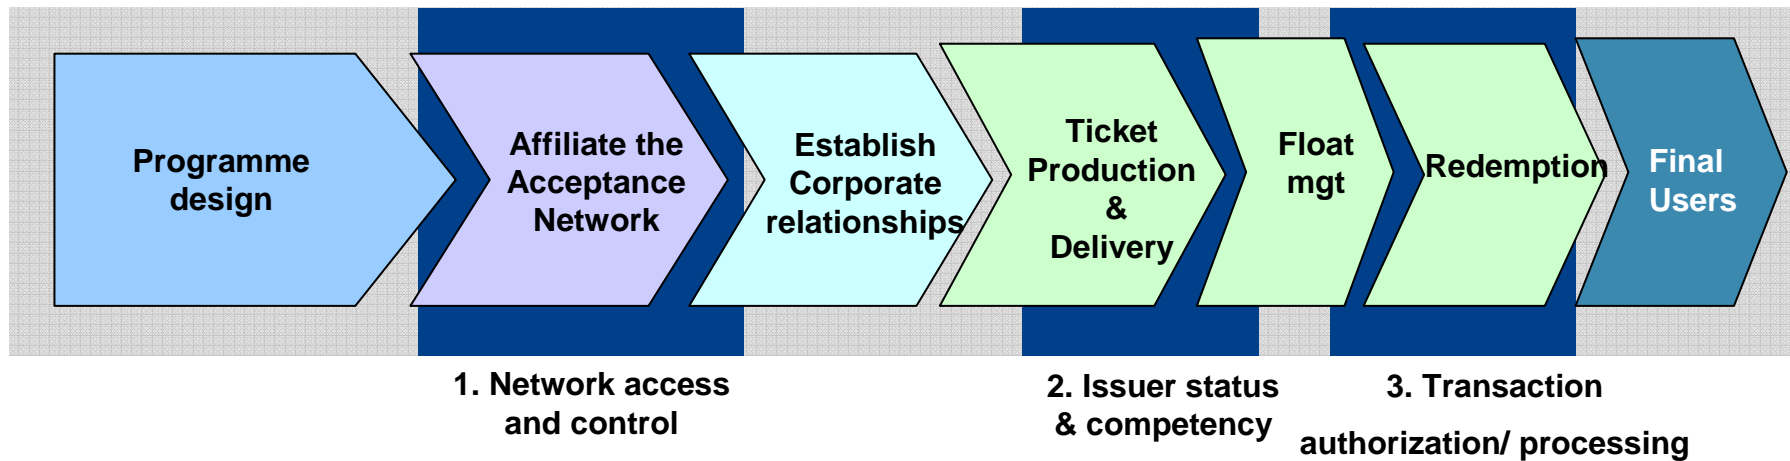 Programme
design
Affiliate the
Acceptance
Network
Establish
Corporate
relationships
Ticket
Production
&
Delivery
Float
mgt
Redemption
Final
Users
1. Network access
and control
2. Issuer status
& competency
3. Transaction
authorization/ processing